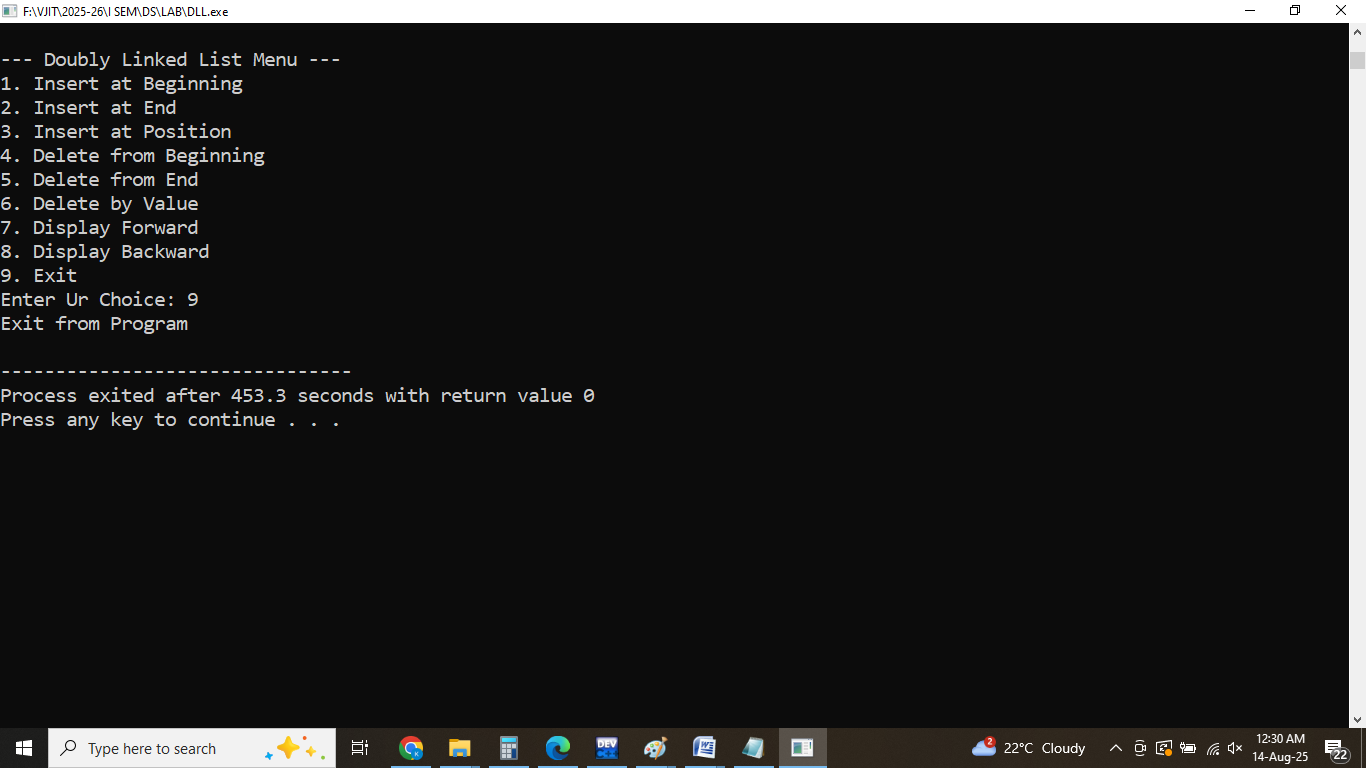 F:\VJIT\2025-26\I SEM\DS\LAB\DLL.exe
--- Doubly Linked List Menu ---
1. Insert at Beginning
2. Insert at End
3. Insert at Position
4. Delete from Beginning
5. Delete from End
6. Delete by Value
7. Display Forward
8. Display Backward
9. Exit
Enter Ur Choice: 9
Exit from Program
--------------------------------
Process exited after 453.3 seconds with return value 0
Press any key to continue . . .
Type here to search
DEV
2
22°C Cloudy
12:30 AM
14-Aug-25
22